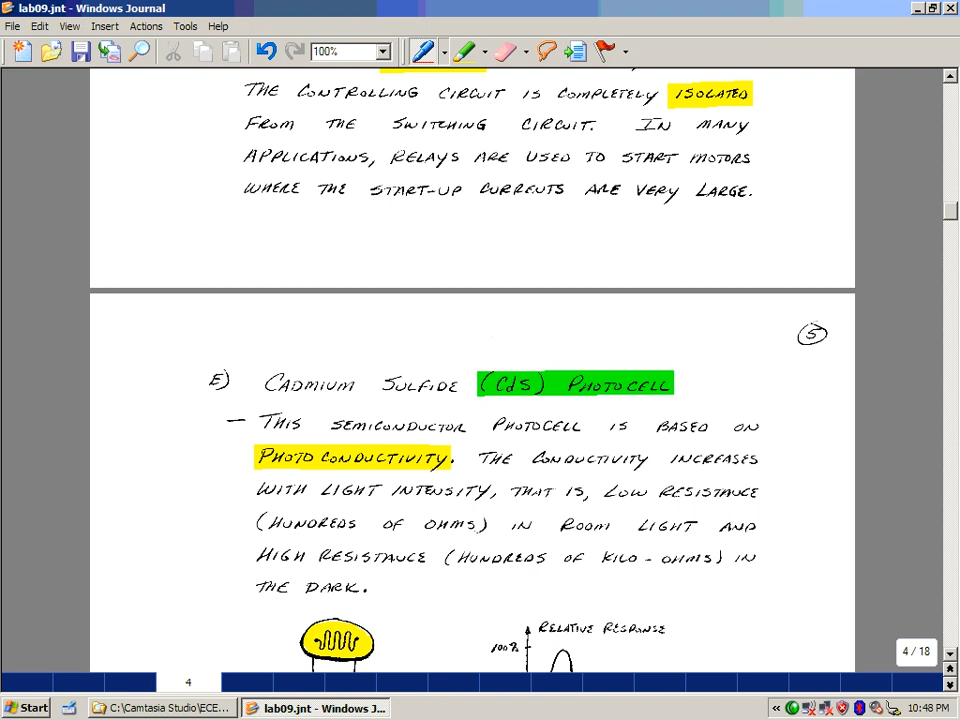 lab09.jnt - Windows Journal
File Edit View Insert Actions Tools Help
100%
THE CONTROLLING CIRCUIT IS COMPLETELY ISOLATED
FROM THE SWITCHING CIRCUIT. IN MANY
APPLICATIONS, RELAYS ARE USED TO START MOTORS
WHERE THE START-UP CURRENTS ARE VERY LARGE.
5
E) CADMIUM SULFIDE (CdS) PHOTOCELL
- THIS SEMICONDUCTOR PHOTOCELL IS BASED ON
PHOTO CONDUCTIVITY. THE CONDUCTIVITY INCREASES
WITH LIGHT INTENSITY, THAT IS, LOW RESISTANCE
(HUNDREDS OF OHMS) IN ROOM LIGHT AND
HIGH RESISTANCE (HUNDREDS OF KILO-OHMS) IN
THE DARK.
RELATIVE RESPONSE
100%
4 / 18
4
Start C:\Camtasia Studio\ECE... lab09.jnt - Windows J... 10:48 PM